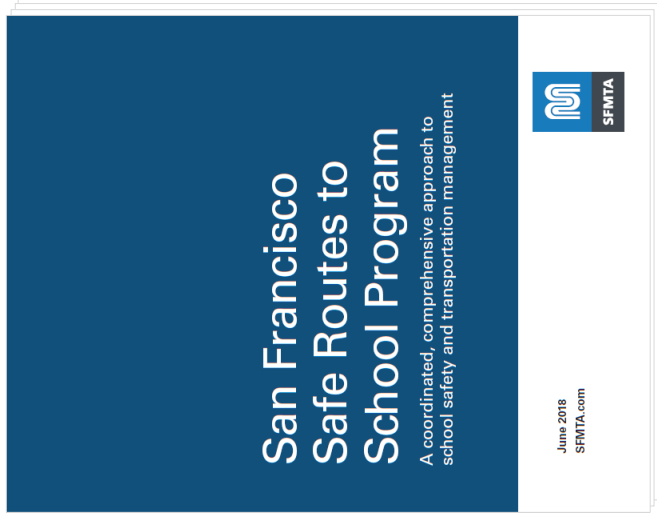 San Francisco
Safe Routes to
School Program
A coordinated, comprehensive approach to
school safety and transportation management
June 2018
SFMTA.com
SFMTA